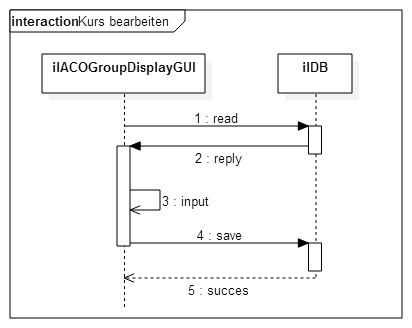 interaction Kurs bearbeiten
ilACOGroupDisplayGUI
ilDB
1 : read
2 : reply
3 : input
4 : save
5 : succes